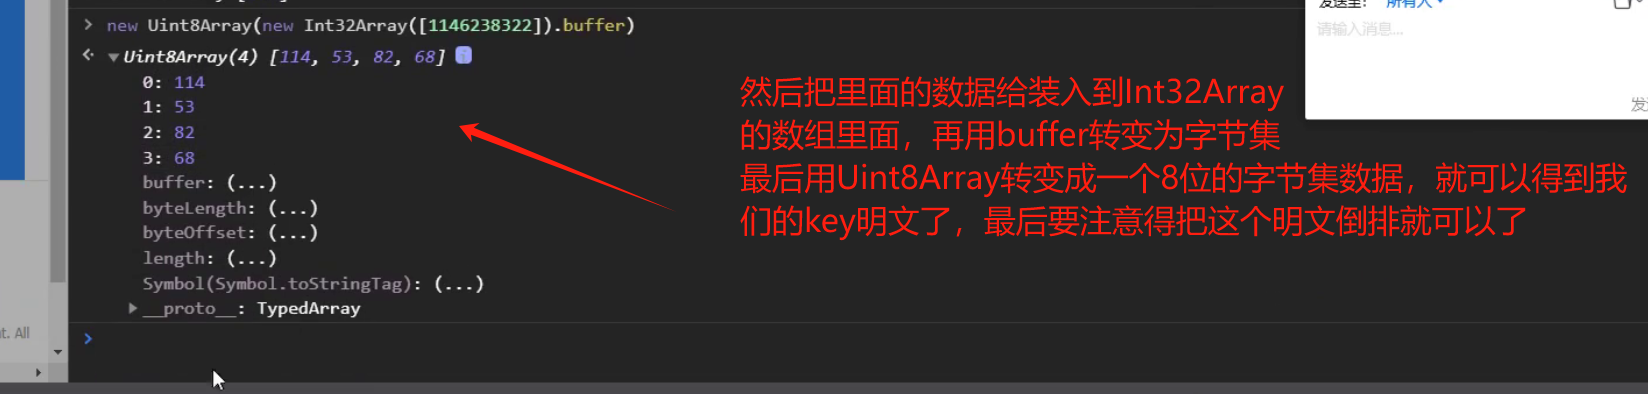 发送至： 所有人
请输入消息...
发送
> new Uint8Array(new Int32Array([1146238322]).buffer)
Uint8Array(4) [114, 53, 82, 68]
0: 114
1: 53
2: 82
3: 68
buffer: (...)
byteLength: (...)
byteOffset: (...)
length: (...)
Symbol(Symbol.toStringTag): (...)
__proto__: TypedArray
>
然后把里面的数据给装入到Int32Array
的数组里面，再用buffer转变为字节集
最后用Uint8Array转变成一个8位的字节集数据，就可以得到我
们的key明文了，最后要注意得把这个明文倒排就可以了
t. All